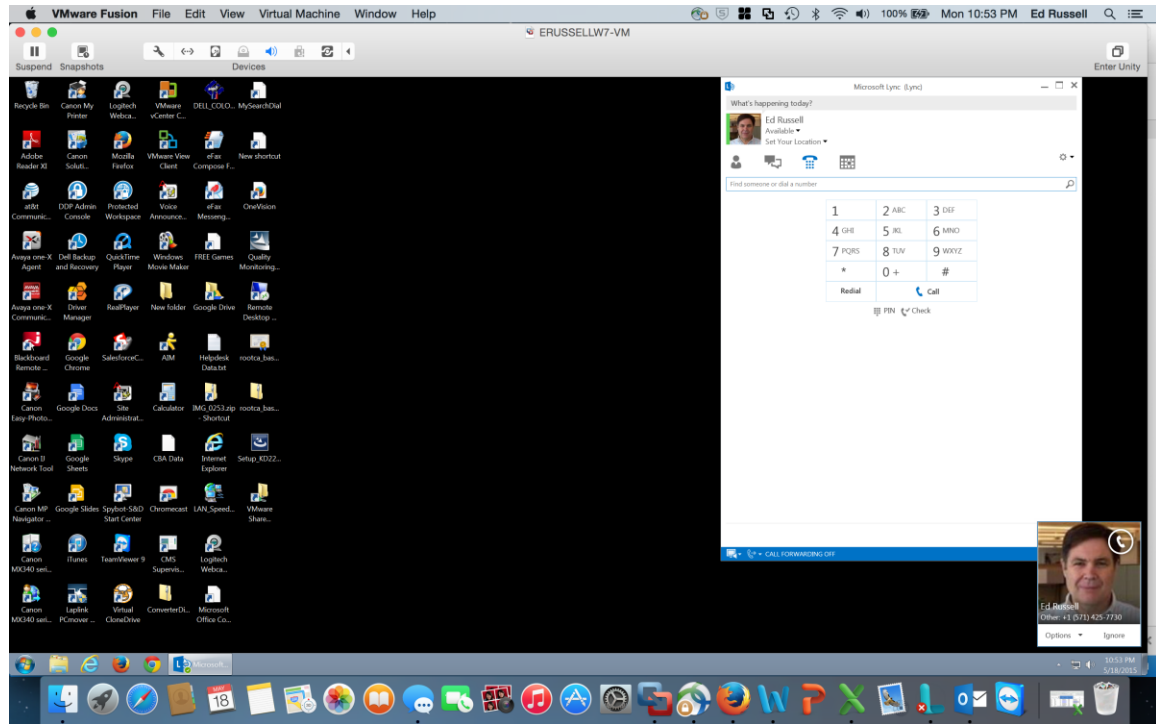 VMware Fusion File Edit View Virtual Machine Window Help 100% Mon 10:53 PM Ed Russell
ERUSSELLW7-VM
Suspend Snapshots Devices Enter Unity
Recycle Bin
Canon My Printer
Logitech Webca...
VMware vCenter C...
DELL_COLO...
MySearchDial
Adobe Reader XI
Canon Soluti...
Mozilla Firefox
VMware View Client
eFax Compose F...
New shortcut
at&t Communic...
DDP Admin Console
Protected Workspace
Voice Announce...
eFax Messeng...
OneVision
Avaya one-X Agent
Dell Backup and Recovery
QuickTime Player
Windows Movie Maker
FREE Games
Quality Monitoring...
Avaya one-X Communic...
Driver Manager
RealPlayer
New folder
Google Drive
Remote Desktop ...
Blackboard Remote ...
Google Chrome
SalesforceC...
AIM
Helpdesk Data.txt
rootca_bas...
Canon Easy-Photo...
Google Docs
Site Administrat...
Calculator
IMG_0253.zip - Shortcut
rootca_bas...
Canon IJ Network Tool
Google Sheets
Skype
CBA Data
Internet Explorer
Setup_KD22...
Canon MP Navigator ...
Google Slides
Spybot-S&D Start Center
Chromecast
LAN_Speed...
VMware Share...
Canon MX340 seri...
iTunes
TeamViewer 9
CMS Supervis...
Logitech Webca...
Canon MX340 seri...
Laplink PCmover ...
Virtual CloneDrive
ConverterDi...
Microsoft Office Co...
Microsoft Lync (Lync)
What's happening today?
Ed Russell
Available
Set Your Location
Find someone or dial a number
1 2 ABC 3 DEF
4 GHI 5 JKL 6 MNO
7 PQRS 8 TUV 9 WXYZ
* 0 + #
Redial Call
PIN Check
CALL FORWARDING OFF
Ed Russell
Other: +1 (571) 425-7730
Options Ignore
Microsoft...
10:53 PM
5/18/2015
18